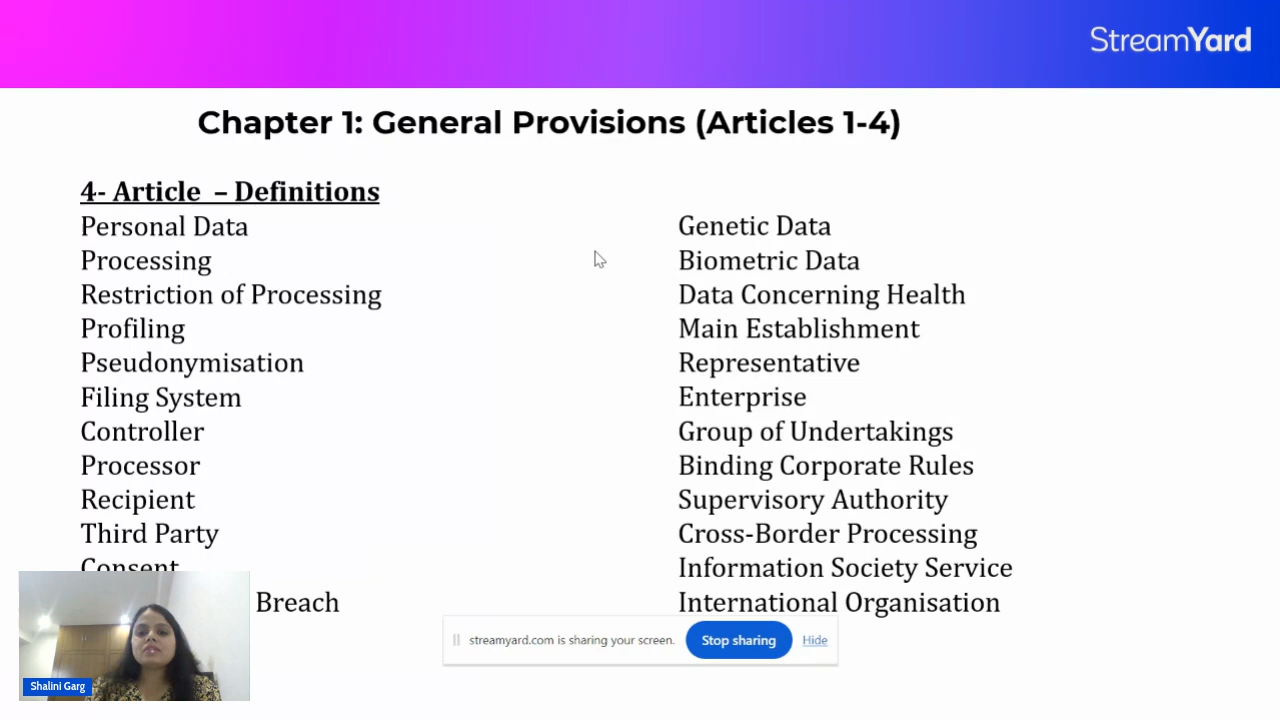 StreamYard
Chapter 1: General Provisions (Articles 1-4)
4- Article – Definitions
Personal Data
Processing
Restriction of Processing
Profiling
Pseudonymisation
Filing System
Controller
Processor
Recipient
Third Party
Consent
Breach
Genetic Data
Biometric Data
Data Concerning Health
Main Establishment
Representative
Enterprise
Group of Undertakings
Binding Corporate Rules
Supervisory Authority
Cross-Border Processing
Information Society Service
International Organisation
streamyard.com is sharing your screen. Stop sharing Hide
Shalini Garg